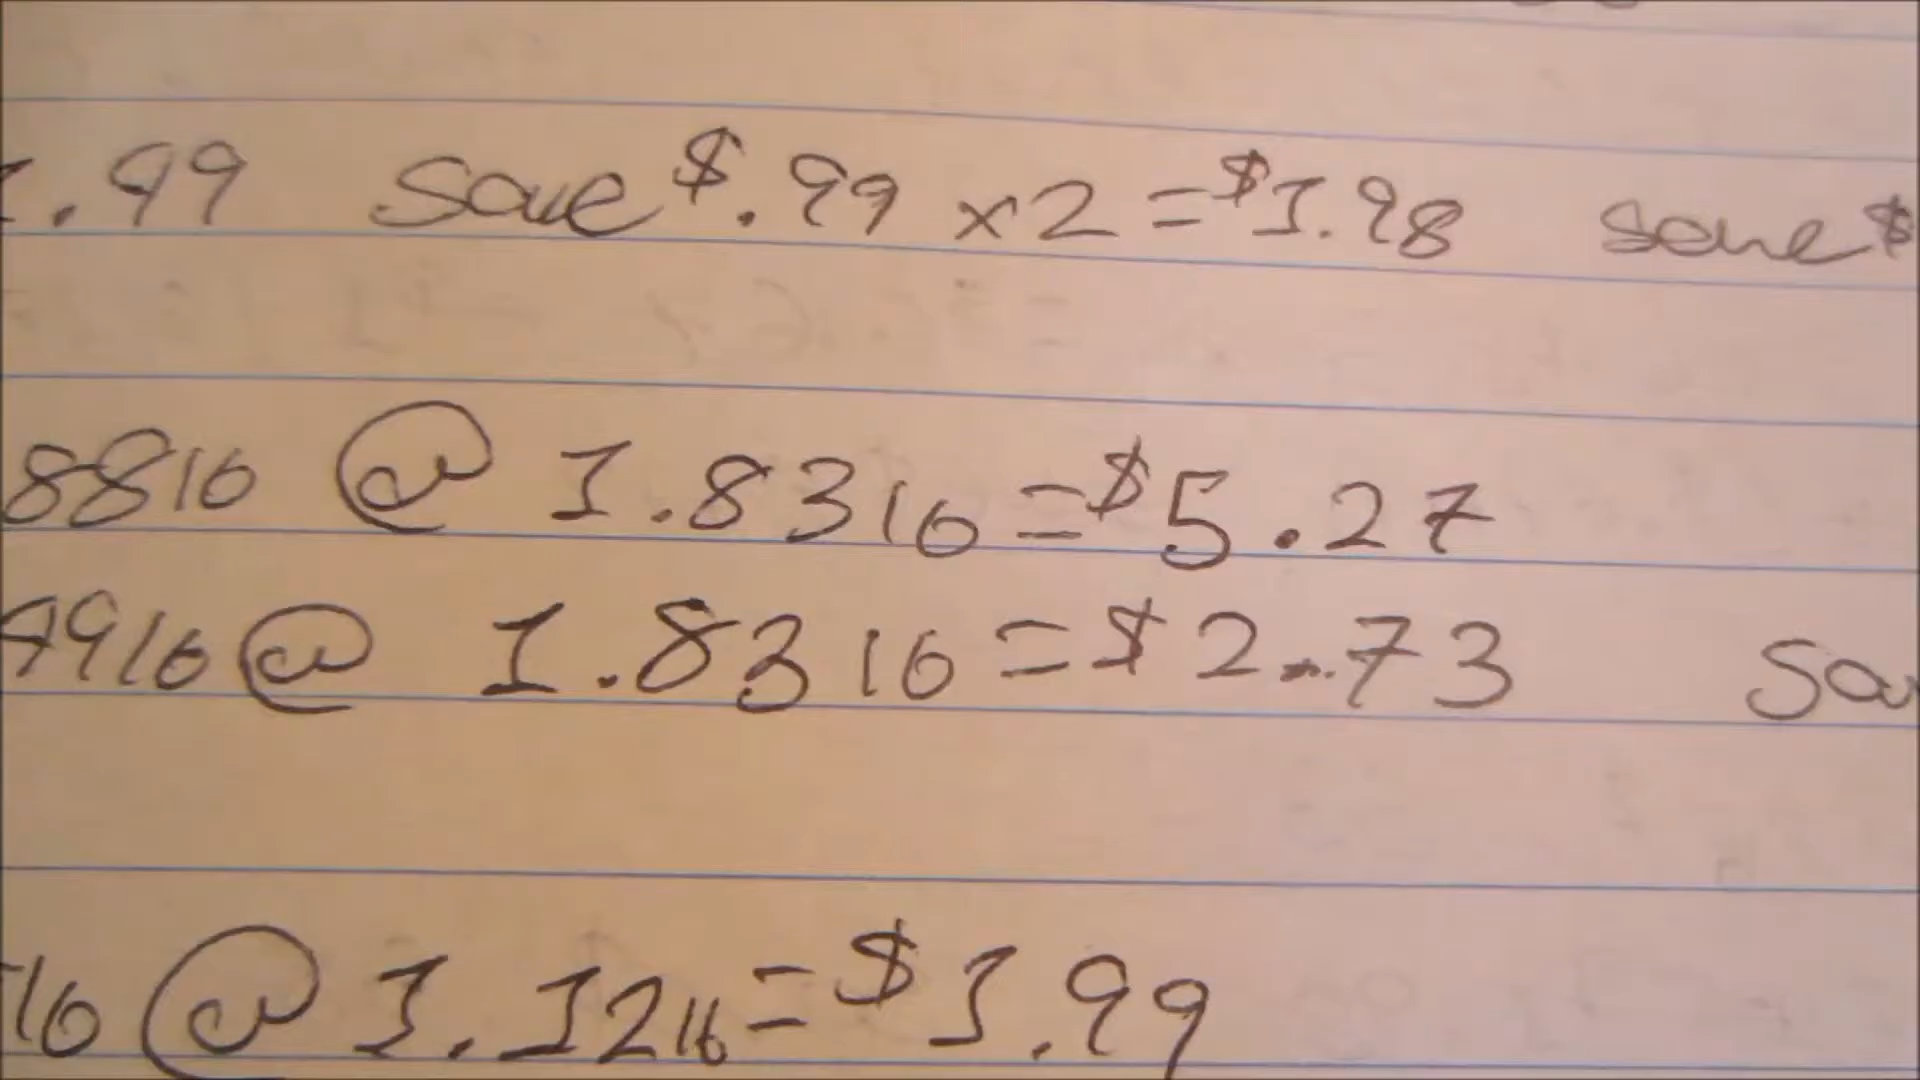 .99 save $.99 x2 = $1.98 save $
88lb @ 1.83lb = $5.27
49lb @ 1.83lb = $2.73
lb @ 1.12lb = $1.99